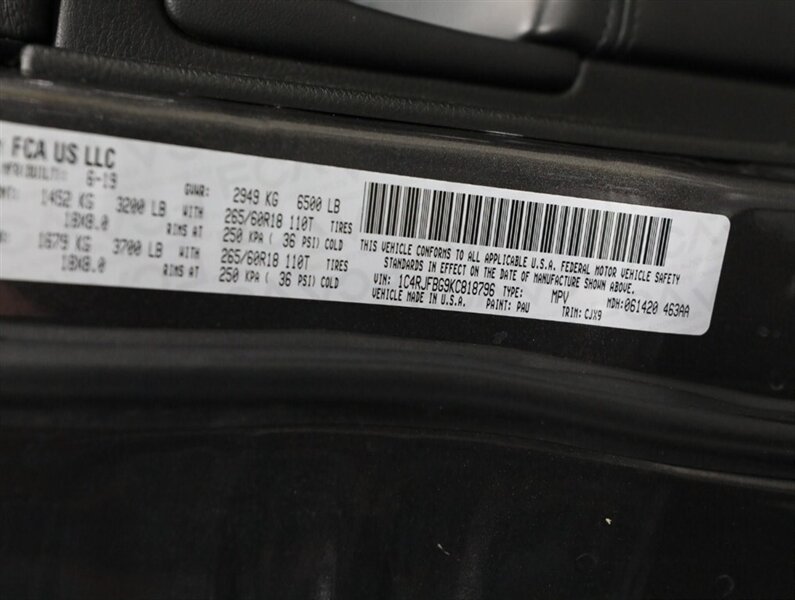 FCA US LLC
6-19
GVWR: 2949 KG 6500 LB
1452 KG 3200 LB WITH 265/60R18 110T TIRES
18X8.0 RIMS AT 250 KPA ( 36 PSI) COLD
1679 KG 3700 LB WITH 265/60R18 110T TIRES
18X8.0 RIMS AT 250 KPA ( 36 PSI) COLD
THIS VEHICLE CONFORMS TO ALL APPLICABLE U.S.A. FEDERAL MOTOR VEHICLE SAFETY
STANDARDS IN EFFECT ON THE DATE OF MANUFACTURE SHOWN ABOVE.
VIN: 1C4RJFBG9KC818796 TYPE: MPV MDH:061420 463AA
VEHICLE MADE IN U.S.A. PAINT: PAU TRIM: CJX9